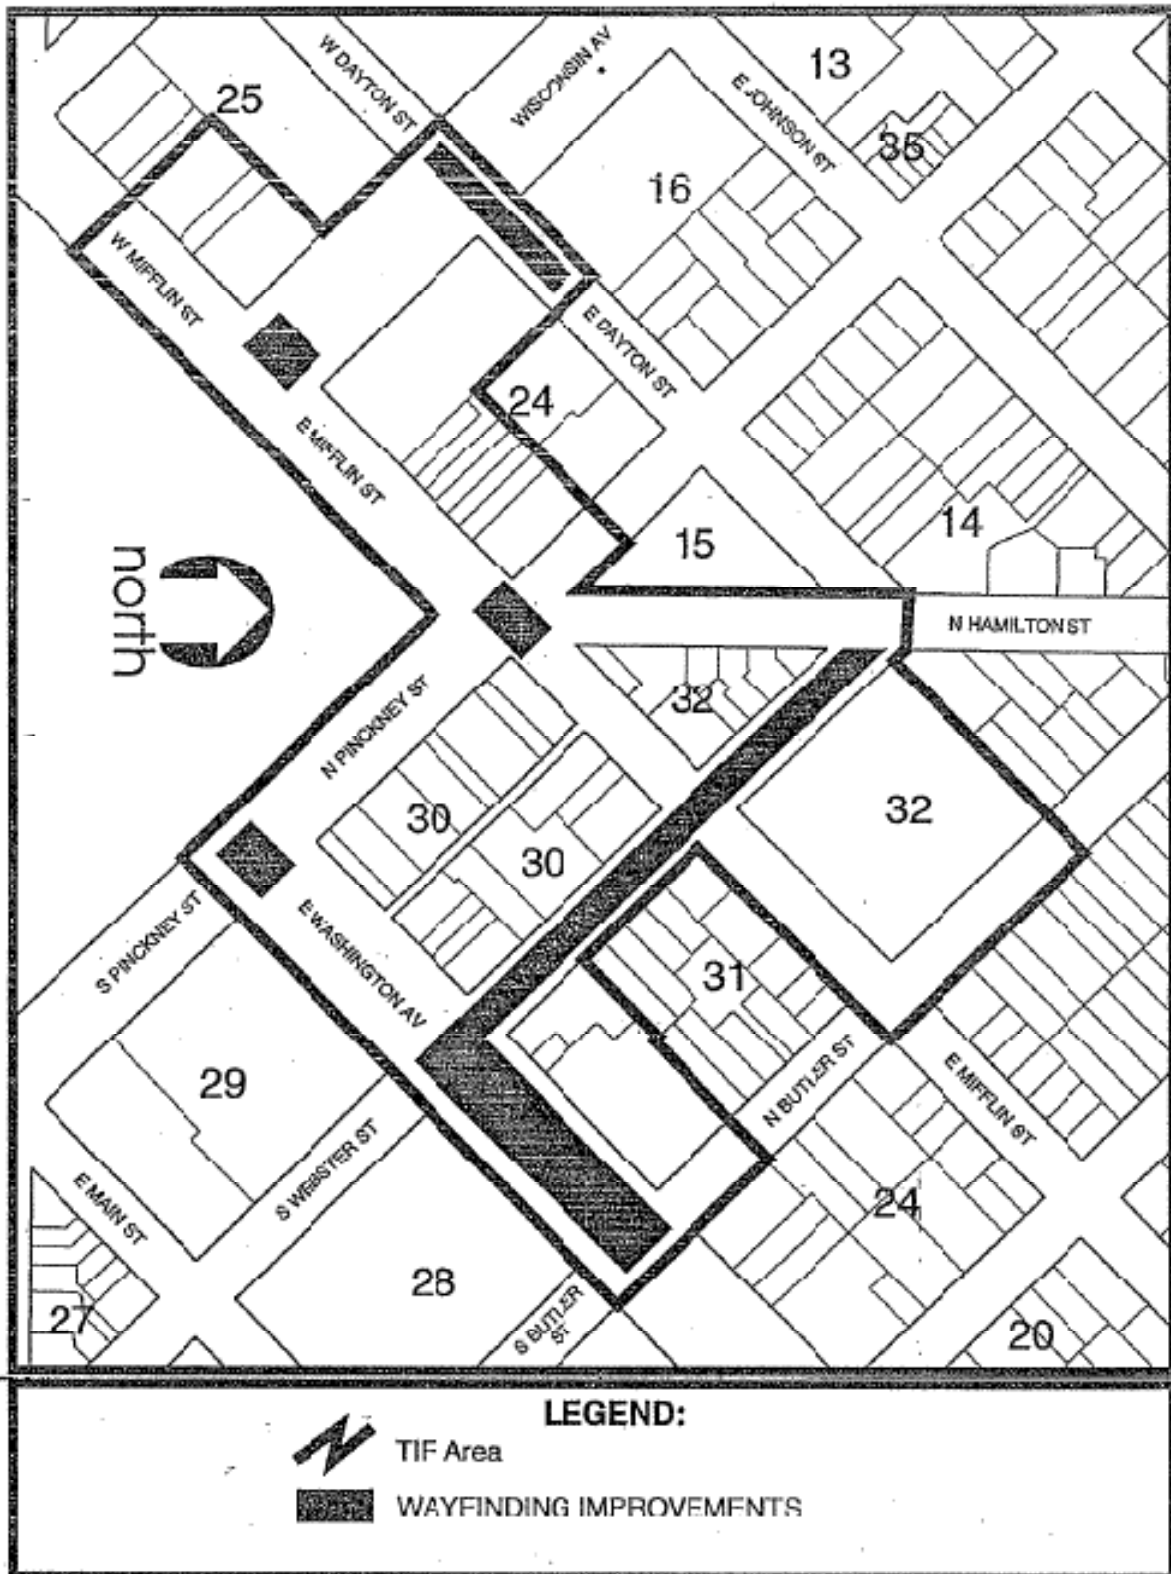 W DAYTON ST
WISCONSIN AV
13
E JOHNSON ST
25
35
16
W MIFFLIN ST
E DAYTON ST
24
E MIFFLIN ST
14
15
north
N HAMILTON ST
32
N PINCKNEY ST
30
32
30
S PINCKNEY ST
E WASHINGTON AV
31
29
N BUTLER ST
E MIFFLIN ST
S WEBSTER ST
E MAIN ST
24
28
27
S BUTLER
ST
20
LEGEND:
TIF Area
WAYFINDING IMPROVEMENTS